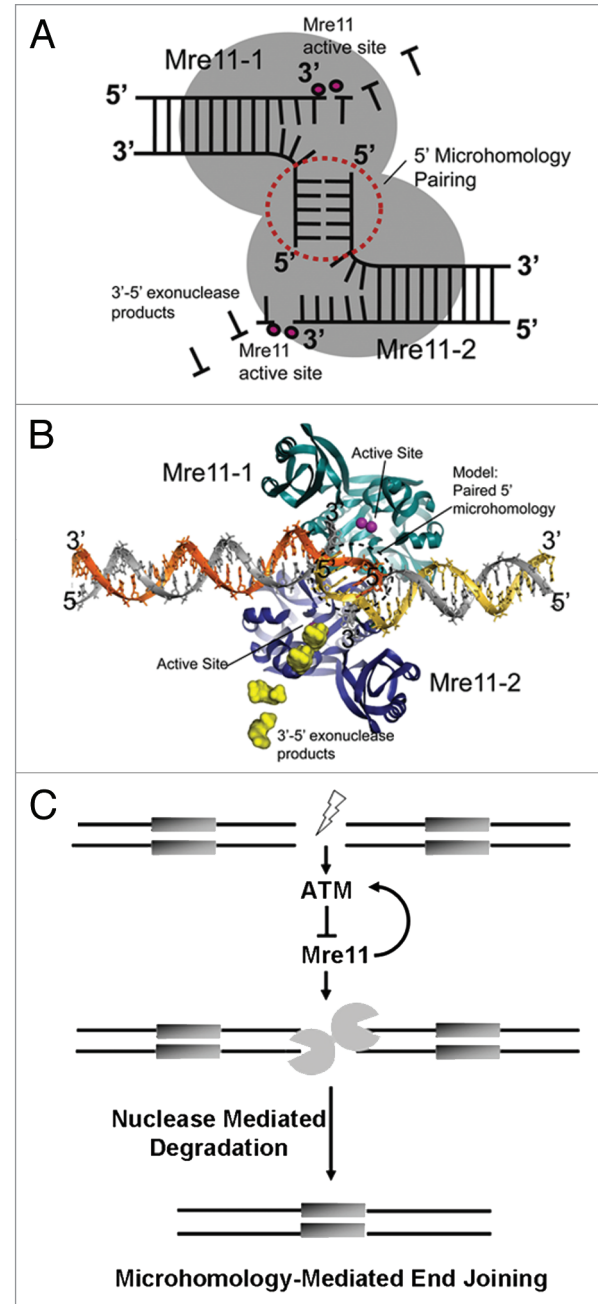 A
Mre11
active site
Mre11-1
3’
5’
3’
5’
5’ Microhomology
Pairing
5’
3’
3’-5’ exonuclease
products
3’
5’
Mre11
active site
Mre11-2
B
Mre11-1
Active Site
Model:
Paired 5’
microhomology
3’
3’
3’
5’
5’
5’
5’
3’
Active Site
Mre11-2
3’-5’ exonuclease
products
C
ATM
Mre11
Nuclease Mediated
Degradation
Microhomology-Mediated End Joining